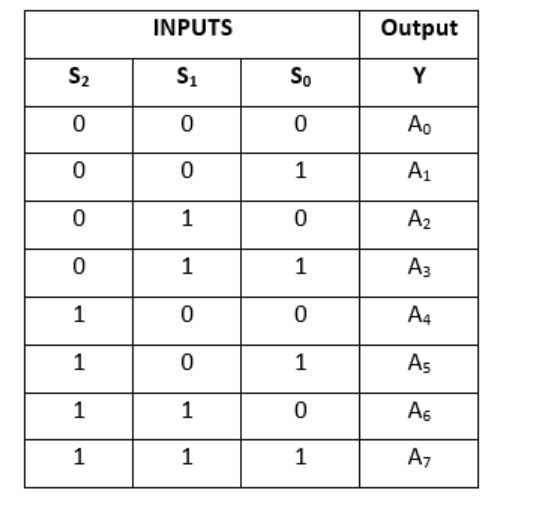 INPUTS Output
S₂ S₁ S₀ Y
0 0 0 A₀
0 0 1 A₁
0 1 0 A₂
0 1 1 A₃
1 0 0 A₄
1 0 1 A₅
1 1 0 A₆
1 1 1 A₇